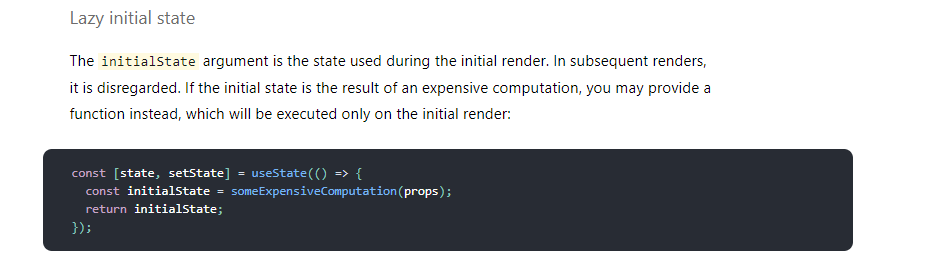 Lazy initial state
The initialState argument is the state used during the initial render. In subsequent renders,
it is disregarded. If the initial state is the result of an expensive computation, you may provide a
function instead, which will be executed only on the initial render:
const [state, setState] = useState(() => {
  const initialState = someExpensiveComputation(props);
  return initialState;
});